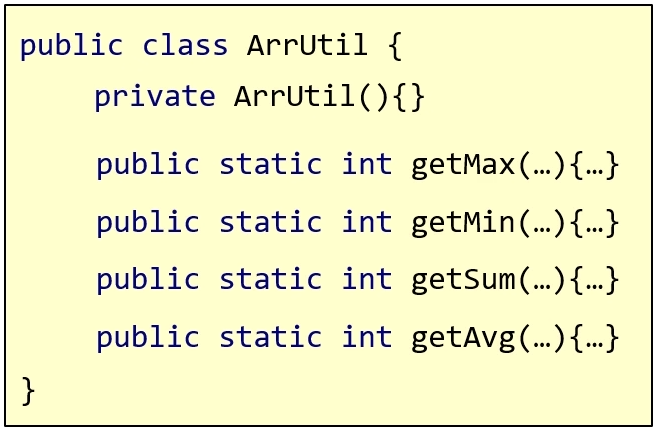 public class ArrUtil {
private ArrUtil(){}
public static int getMax(…){…}
public static int getMin(…){…}
public static int getSum(…){…}
public static int getAvg(…){…}
}